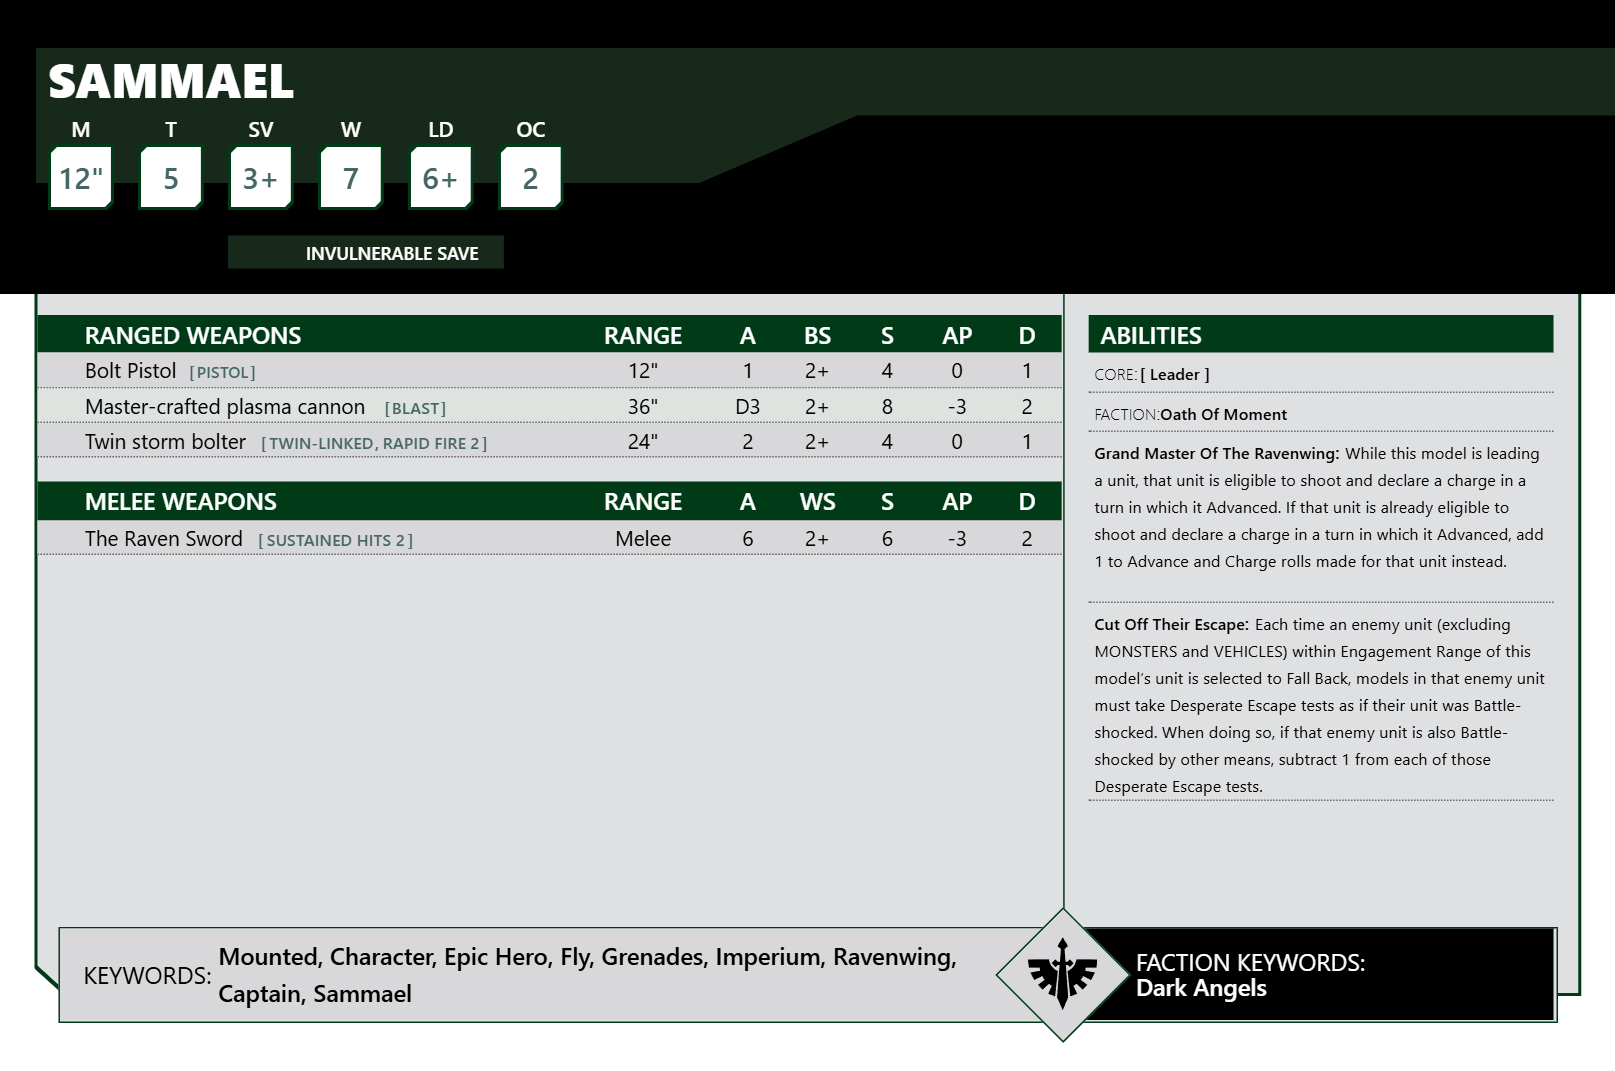 SAMMAEL
M T SV W LD OC
12" 5 3+ 7 6+ 2
INVULNERABLE SAVE
RANGED WEAPONS RANGE A BS S AP D
Bolt Pistol [PISTOL] 12" 1 2+ 4 0 1
Master-crafted plasma cannon [BLAST] 36" D3 2+ 8 -3 2
Twin storm bolter [TWIN-LINKED, RAPID FIRE 2] 24" 2 2+ 4 0 1
MELEE WEAPONS RANGE A WS S AP D
The Raven Sword [SUSTAINED HITS 2] Melee 6 2+ 6 -3 2
ABILITIES
CORE: [ Leader ]
FACTION:Oath Of Moment
Grand Master Of The Ravenwing: While this model is leading
a unit, that unit is eligible to shoot and declare a charge in a
turn in which it Advanced. If that unit is already eligible to
shoot and declare a charge in a turn in which it Advanced, add
1 to Advance and Charge rolls made for that unit instead.
Cut Off Their Escape: Each time an enemy unit (excluding
MONSTERS and VEHICLES) within Engagement Range of this
model's unit is selected to Fall Back, models in that enemy unit
must take Desperate Escape tests as if their unit was Battle-
shocked. When doing so, if that enemy unit is also Battle-
shocked by other means, subtract 1 from each of those
Desperate Escape tests.
KEYWORDS: Mounted, Character, Epic Hero, Fly, Grenades, Imperium, Ravenwing,
Captain, Sammael
FACTION KEYWORDS:
Dark Angels